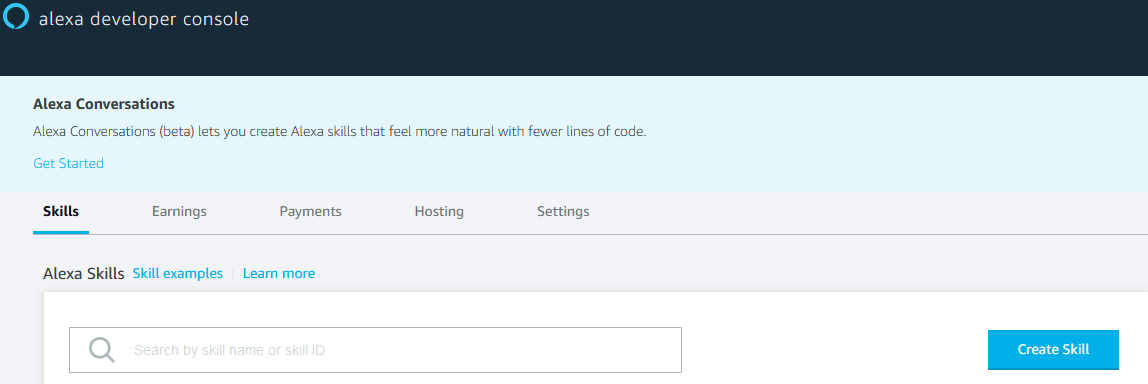 alexa developer console
Alexa Conversations
Alexa Conversations (beta) lets you create Alexa skills that feel more natural with fewer lines of code.
Get Started
Skills Earnings Payments Hosting Settings
Alexa Skills Skill examples Learn more
Search by skill name or skill ID Create Skill